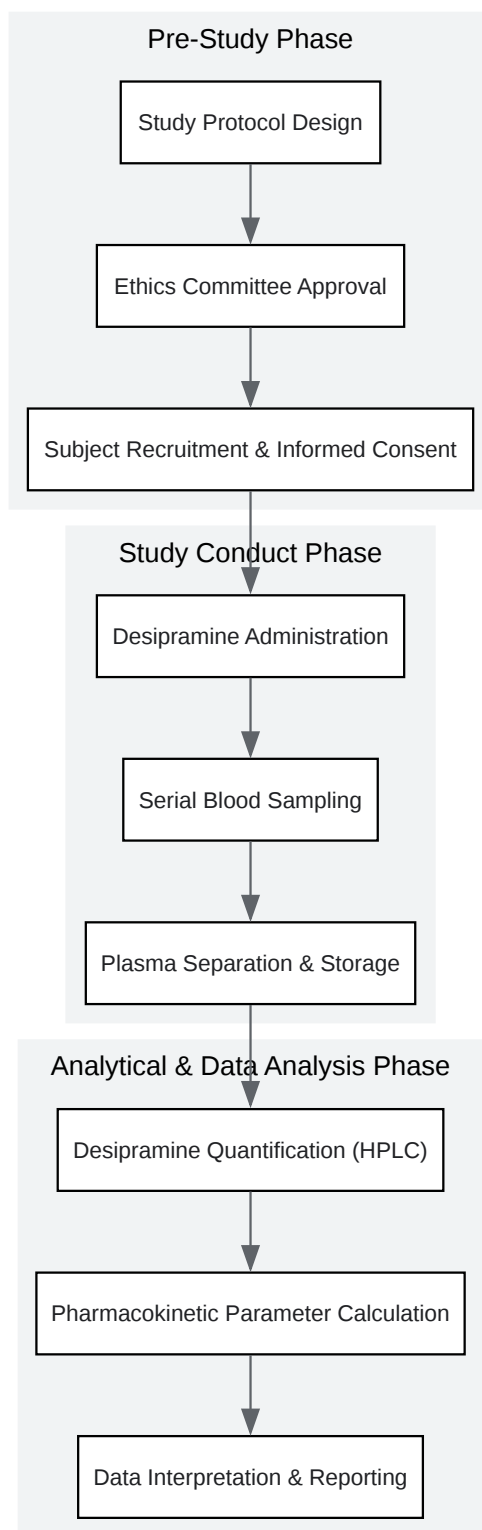 Pre-Study Phase
Study Protocol Design
Ethics Committee Approval
Subject Recruitment & Informed Consent
Study Conduct Phase
Desipramine Administration
Serial Blood Sampling
Plasma Separation & Storage
Analytical & Data Analysis Phase
Desipramine Quantification (HPLC)
Pharmacokinetic Parameter Calculation
Data Interpretation & Reporting